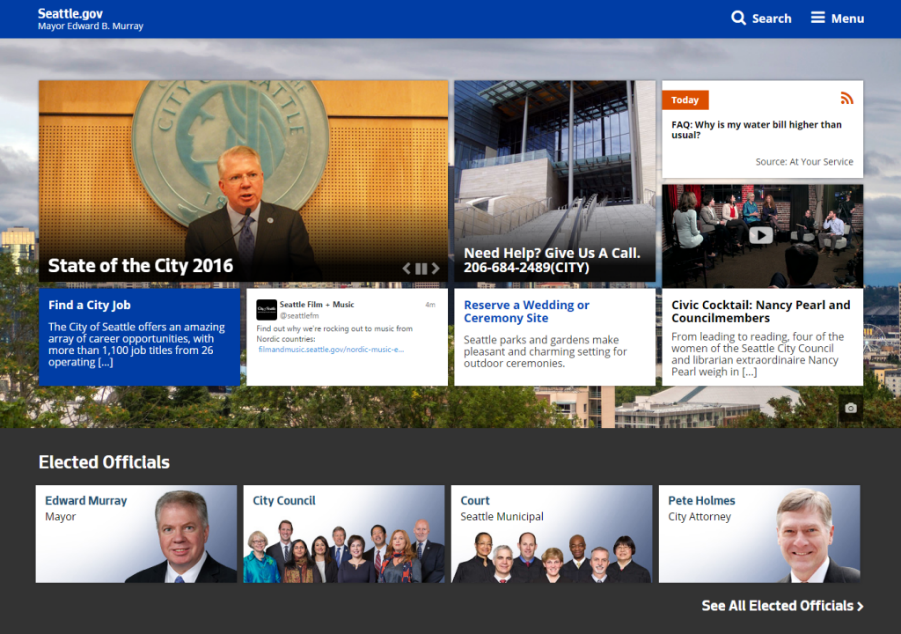 Seattle.gov
Mayor Edward B. Murray
Search
Menu
CITY OF SEATTLE
State of the City 2016
Need Help? Give Us A Call.
206-684-2489(CITY)
Today
FAQ: Why is my water bill higher than
usual?
Source: At Your Service
Find a City Job
The City of Seattle offers an amazing
array of career opportunities, with
more than 1,100 job titles from 26
operating [...]
Seattle Film + Music
4m
@seattlefm
Find out why we're rocking out to music from
Nordic countries:
filmandmusic.seattle.gov/nordic-music-e...
Reserve a Wedding or
Ceremony Site
Seattle parks and gardens make
pleasant and charming setting for
outdoor ceremonies.
Civic Cocktail: Nancy Pearl and
Councilmembers
From leading to reading, four of the
women of the Seattle City Council
and librarian extraordinaire Nancy
Pearl weigh in [...]
Elected Officials
Edward Murray
Mayor
City Council
Court
Seattle Municipal
Pete Holmes
City Attorney
See All Elected Officials